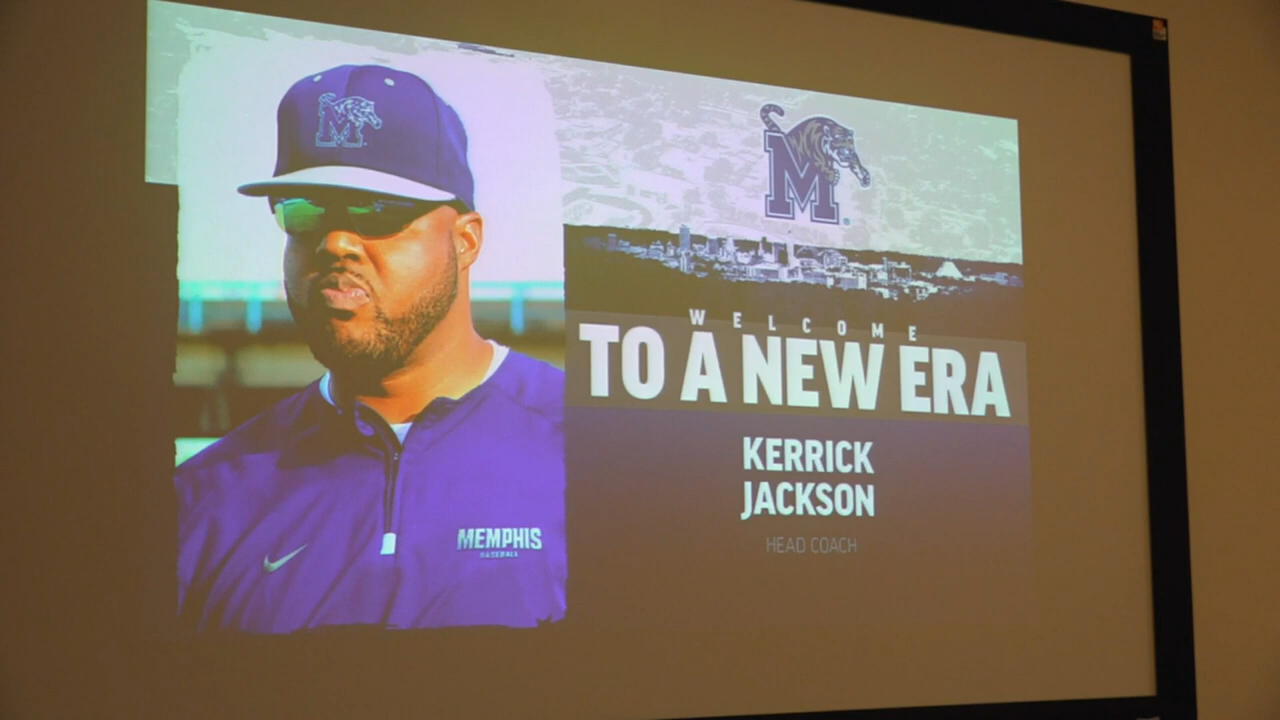 M
M
WELCOME
TO A NEW ERA
KERRICK
JACKSON
HEAD COACH
MEMPHIS
BASEBALL